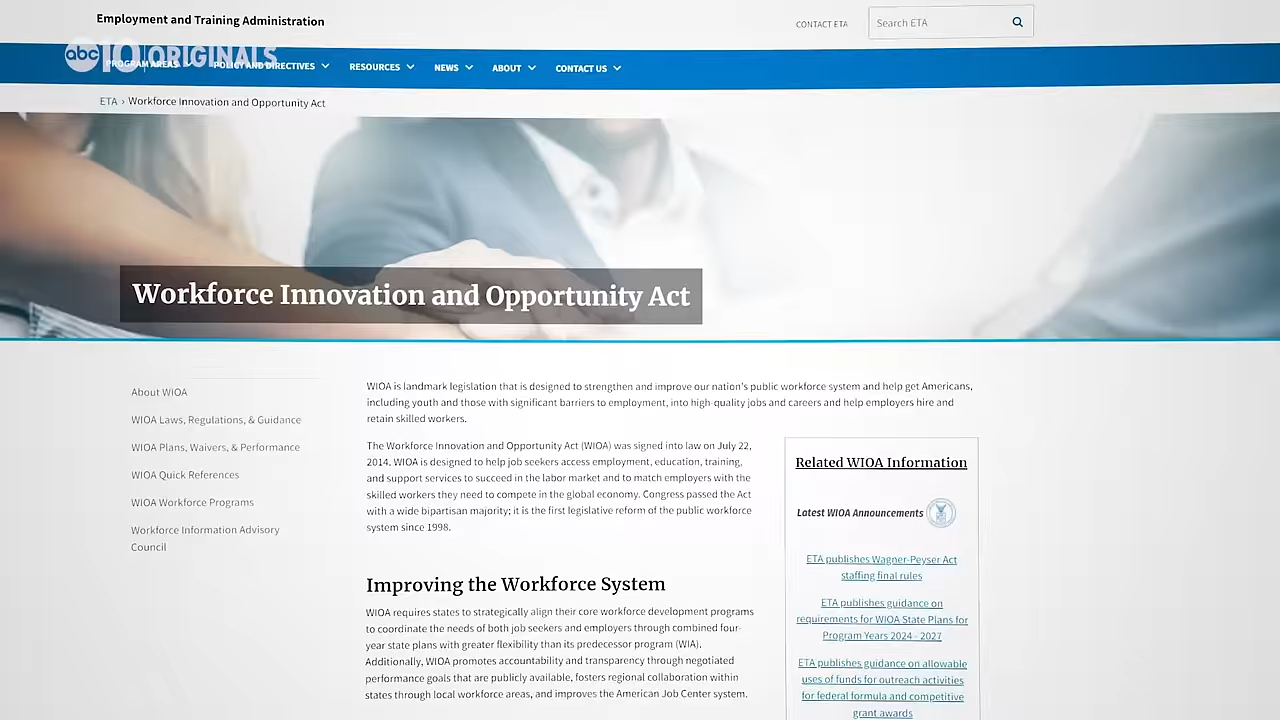 Employment and Training Administration
CONTACT ETA
Search ETA
abc 10 ORIGINALS
PROGRAM AREAS
POLICY AND DIRECTIVES
RESOURCES
NEWS
ABOUT
CONTACT US
ETA › Workforce Innovation and Opportunity Act
Workforce Innovation and Opportunity Act
About WIOA
WIOA Laws, Regulations, & Guidance
WIOA Plans, Waivers, & Performance
WIOA Quick References
WIOA Workforce Programs
Workforce Information Advisory
Council
WIOA is landmark legislation that is designed to strengthen and improve our nation's public workforce system and help get Americans,
including youth and those with significant barriers to employment, into high-quality jobs and careers and help employers hire and
retain skilled workers.
The Workforce Innovation and Opportunity Act (WIOA) was signed into law on July 22,
2014. WIOA is designed to help job seekers access employment, education, training,
and support services to succeed in the labor market and to match employers with the
skilled workers they need to compete in the global economy. Congress passed the Act
with a wide bipartisan majority; it is the first legislative reform of the public workforce
system since 1998.
Improving the Workforce System
WIOA requires states to strategically align their core workforce development programs
to coordinate the needs of both job seekers and employers through combined four-
year state plans with greater flexibility than its predecessor program (WIA).
Additionally, WIOA promotes accountability and transparency through negotiated
performance goals that are publicly available, fosters regional collaboration within
states through local workforce areas, and improves the American Job Center system.
Related WIOA Information
Latest WIOA Announcements
ETA publishes Wagner-Peyser Act
staffing final rules
ETA publishes guidance on
requirements for WIOA State Plans for
Program Years 2024 - 2027
ETA publishes guidance on allowable
uses of funds for outreach activities
for federal formula and competitive
grant awards